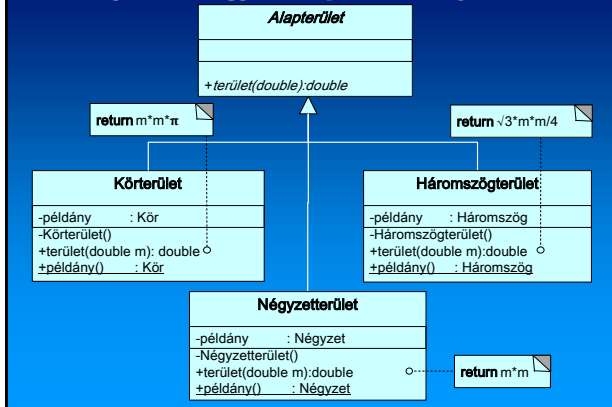 Alapterület
+terület(double):double
return m*m*π
return √3*m*m/4
Körterület
-példány : Kör
-Körterület()
+terület(double m): double
+példány() : Kör
Háromszögterület
-példány : Háromszög
-Háromszögterület()
+terület(double m):double
+példány() : Háromszög
Négyzetterület
-példány : Négyzet
-Négyzetterület()
+terület(double m):double
+példány() : Négyzet
return m*m